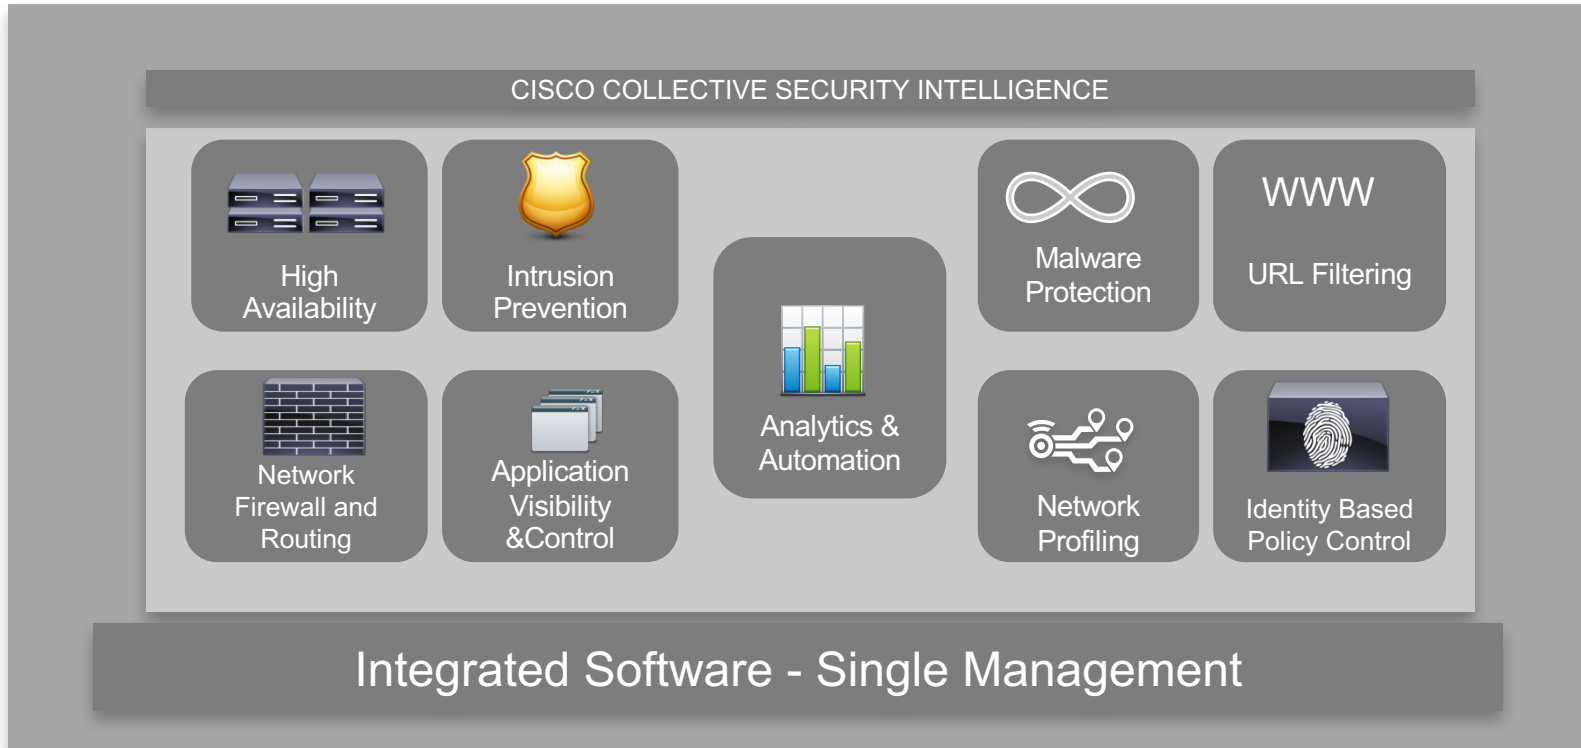 CISCO COLLECTIVE SECURITY INTELLIGENCE
High
Availability
Intrusion
Prevention
Malware
Protection
WWW
URL Filtering
Analytics &
Automation
Network
Firewall and
Routing
Application
Visibility
&Control
Network
Profiling
Identity Based
Policy Control
Integrated Software - Single Management